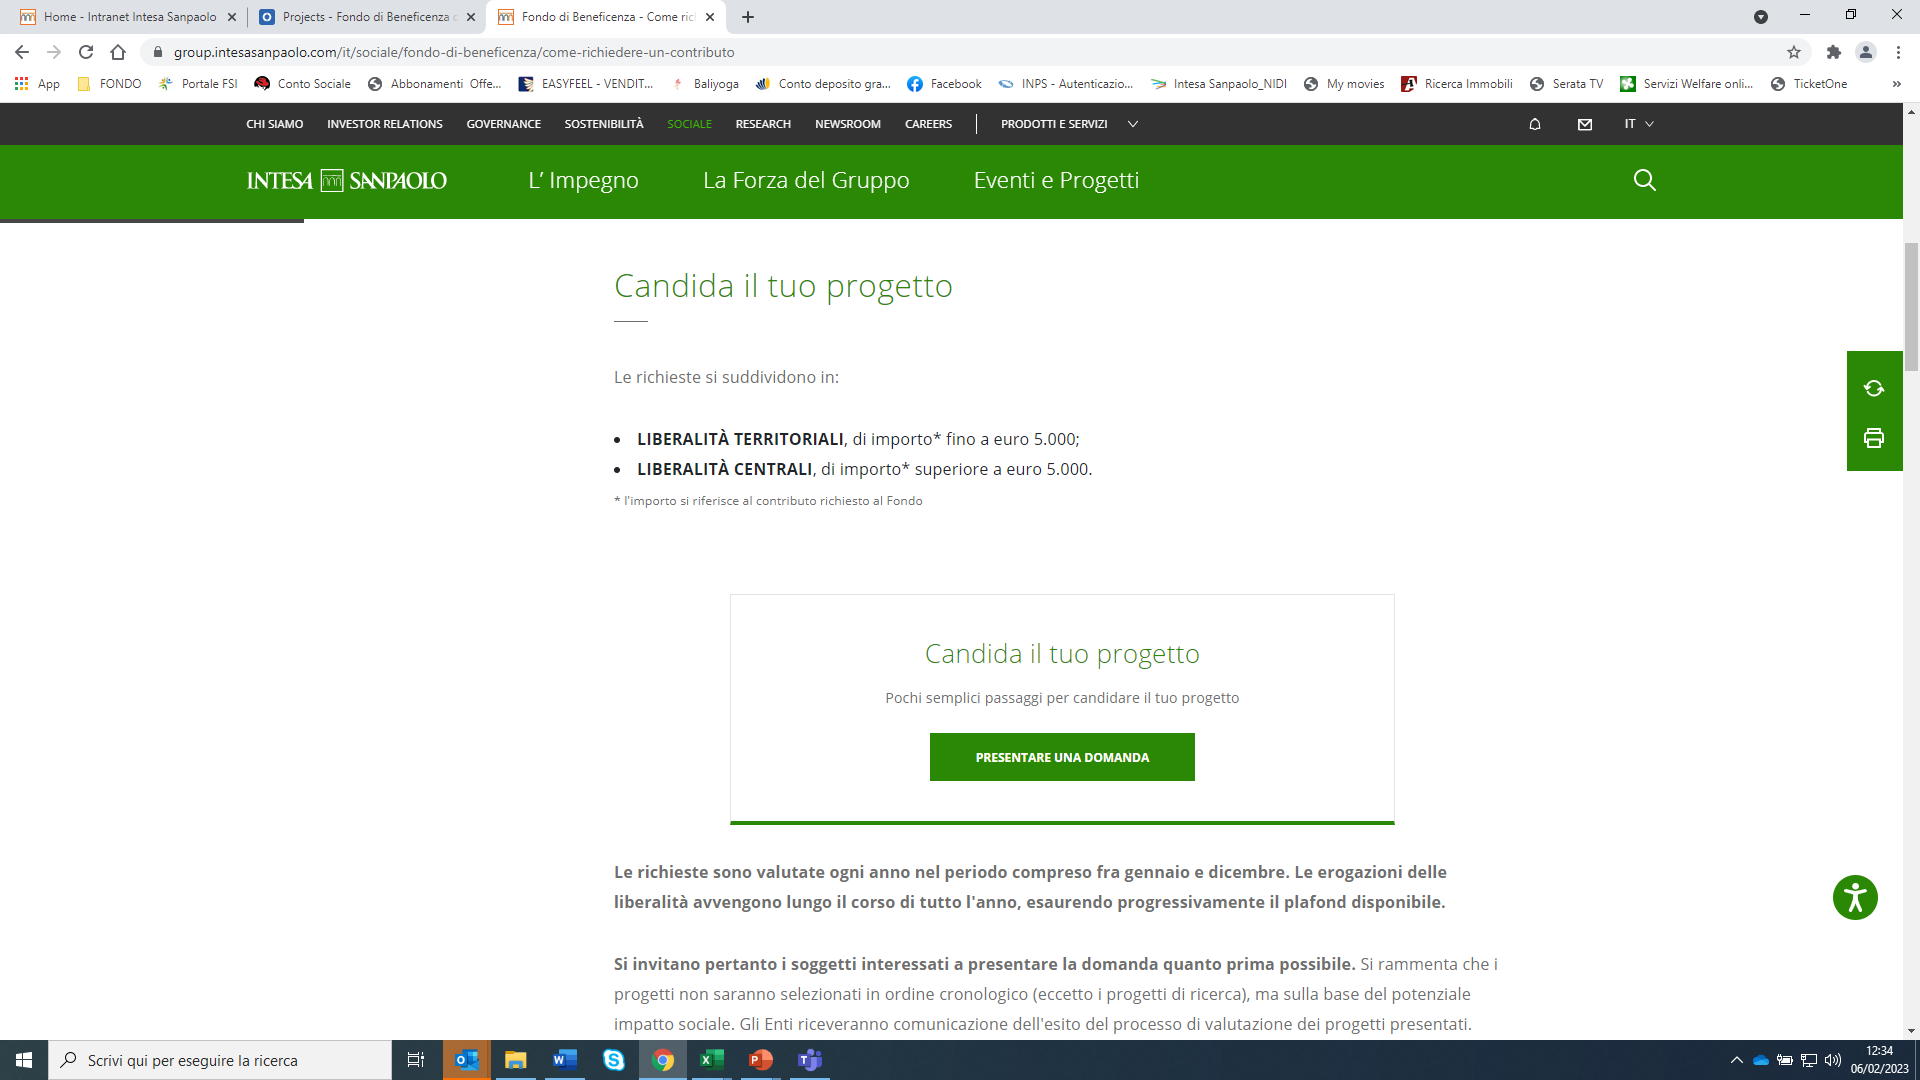 Home - Intranet Intesa Sanpaolo
Projects - Fondo di Beneficenza
Fondo di Beneficenza - Come
group.intesasanpaolo.com/it/sociale/fondo-di-beneficenza/come-richiedere-un-contributo
App FONDO Portale FSI Conto Sociale Abbonamenti Offe... EASYFEEL - VENDIT... Baliyoga Conto deposito gra... Facebook INPS - Autenticazio... Intesa Sanpaolo_NIDI My movies Ricerca Immobili Serata TV Servizi Welfare onli... TicketOne »
CHI SIAMO INVESTOR RELATIONS GOVERNANCE SOSTENIBILITÀ SOCIALE RESEARCH NEWSROOM CAREERS PRODOTTI E SERVIZI IT
INTESA SANPAOLO L' Impegno La Forza del Gruppo Eventi e Progetti
Candida il tuo progetto
Le richieste si suddividono in:
• LIBERALITÀ TERRITORIALI, di importo* fino a euro 5.000;
• LIBERALITÀ CENTRALI, di importo* superiore a euro 5.000.
* l'importo si riferisce al contributo richiesto al Fondo
Candida il tuo progetto
Pochi semplici passaggi per candidare il tuo progetto
PRESENTARE UNA DOMANDA
Le richieste sono valutate ogni anno nel periodo compreso fra gennaio e dicembre. Le erogazioni delle
liberalità avvengono lungo il corso di tutto l'anno, esaurendo progressivamente il plafond disponibile.
Si invitano pertanto i soggetti interessati a presentare la domanda quanto prima possibile. Si rammenta che i
progetti non saranno selezionati in ordine cronologico (eccetto i progetti di ricerca), ma sulla base del potenziale
impatto sociale. Gli Enti riceveranno comunicazione dell'esito del processo di valutazione dei progetti presentati.
Scrivi qui per eseguire la ricerca
12:34
06/02/2023